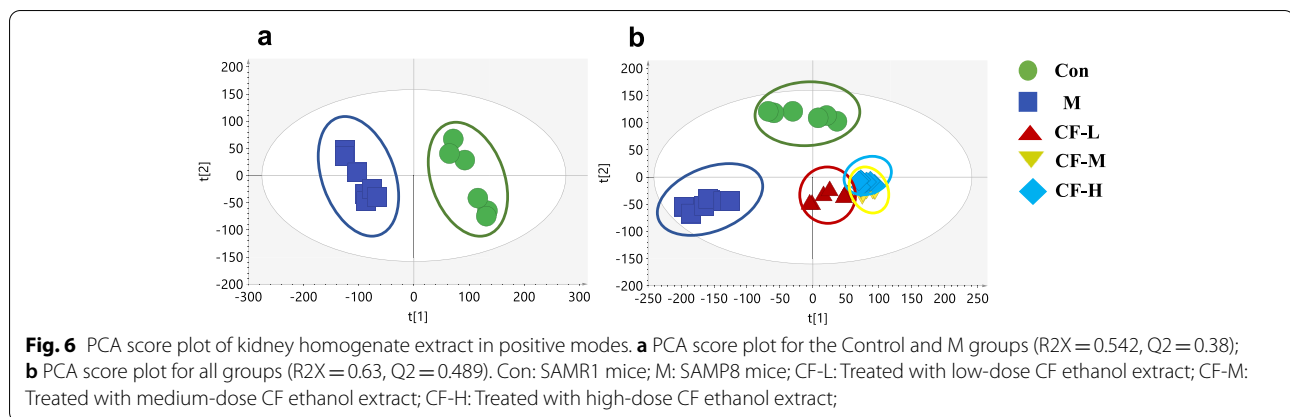 a
b
200
150
100
50
0
-50
-100
-150
-200
t[2]
-300
-200
-100
0
100
200
300
t[1]
200
150
100
50
0
-50
-100
-150
-200
t[2]
-250
-200
-150
-100
-50
0
50
100
150
200
250
t[1]
Con
M
CF-L
CF-M
CF-H
Fig. 6 PCA score plot of kidney homogenate extract in positive modes. a PCA score plot for the Control and M groups (R2X = 0.542, Q2 = 0.38);
b PCA score plot for all groups (R2X = 0.63, Q2 = 0.489). Con: SAMR1 mice; M: SAMP8 mice; CF-L: Treated with low-dose CF ethanol extract; CF-M:
Treated with medium-dose CF ethanol extract; CF-H: Treated with high-dose CF ethanol extract;